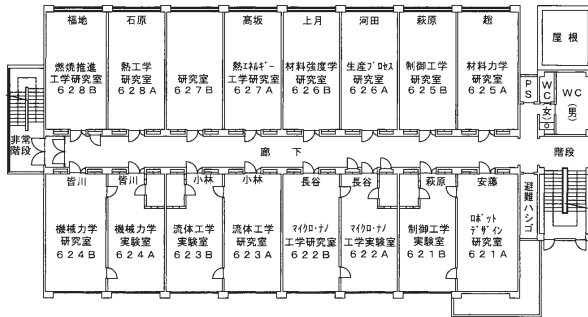 福地
燃焼推進
工学研究室
６２８Ｂ
石原
熱工学
研究室
６２８Ａ
研究室
６２７Ｂ
髙坂
熱エネルギー
工学研究室
６２７Ａ
上月
材料強度学
研究室
６２６Ｂ
河田
生産プロセス
研究室
６２６Ａ
萩原
制御工学
研究室
６２５Ｂ
趙
材料力学
研究室
６２５Ａ
ＰＳ
ＷＣ（女）
ＷＣ（男）
屋根
非常
階段
廊下
階段
皆川
機械力学
研究室
６２４Ｂ
皆川
機械力学
実験室
６２４Ａ
小林
流体工学
実験室
６２３Ｂ
小林
流体工学
研究室
６２３Ａ
長谷
マイクロ・ナノ
工学研究室
６２２Ｂ
長谷
マイクロ・ナノ
工学実験室
６２２Ａ
萩原
制御工学
実験室
６２１Ｂ
安藤
ロボット
デザイン
研究室
６２１Ａ
避難ハシゴ